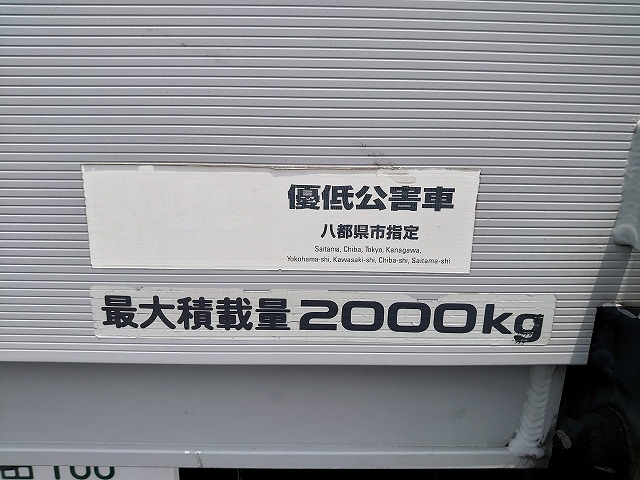 優低公害車
八都県市指定
Saitama, Chiba, Tokyo, Kanagawa,
Yokohama-shi, Kawasaki-shi, Chiba-shi, Saitama-shi
最大積載量 2000kg